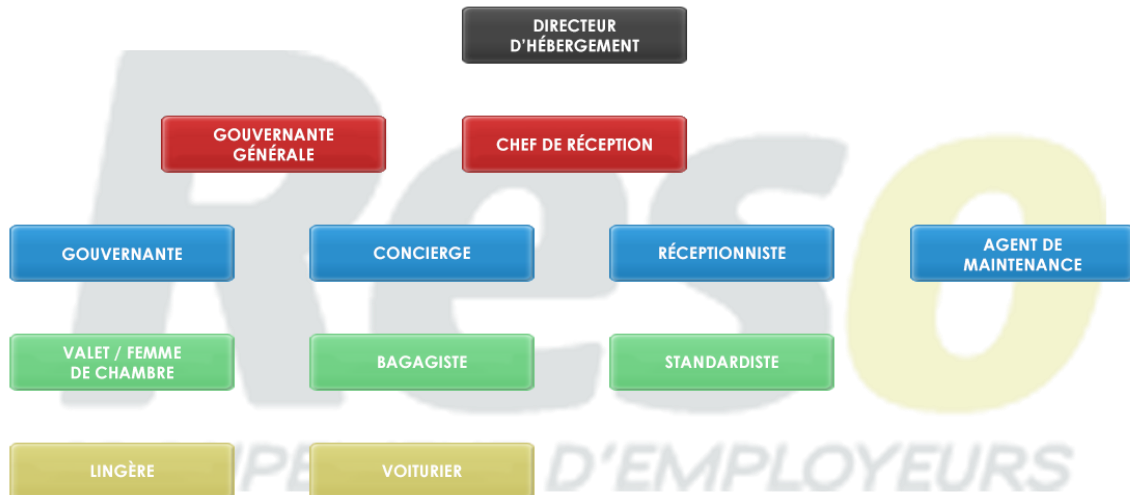 DIRECTEUR
D'HÉBERGEMENT
GOUVERNANTE
GÉNÉRALE
CHEF DE RÉCEPTION
GOUVERNANTE
CONCIERGE
RÉCEPTIONNISTE
AGENT DE
MAINTENANCE
VALET / FEMME
DE CHAMBRE
BAGAGISTE
STANDARDISTE
LINGÈRE
VOITURIER
Reso
D'EMPLOYEURS